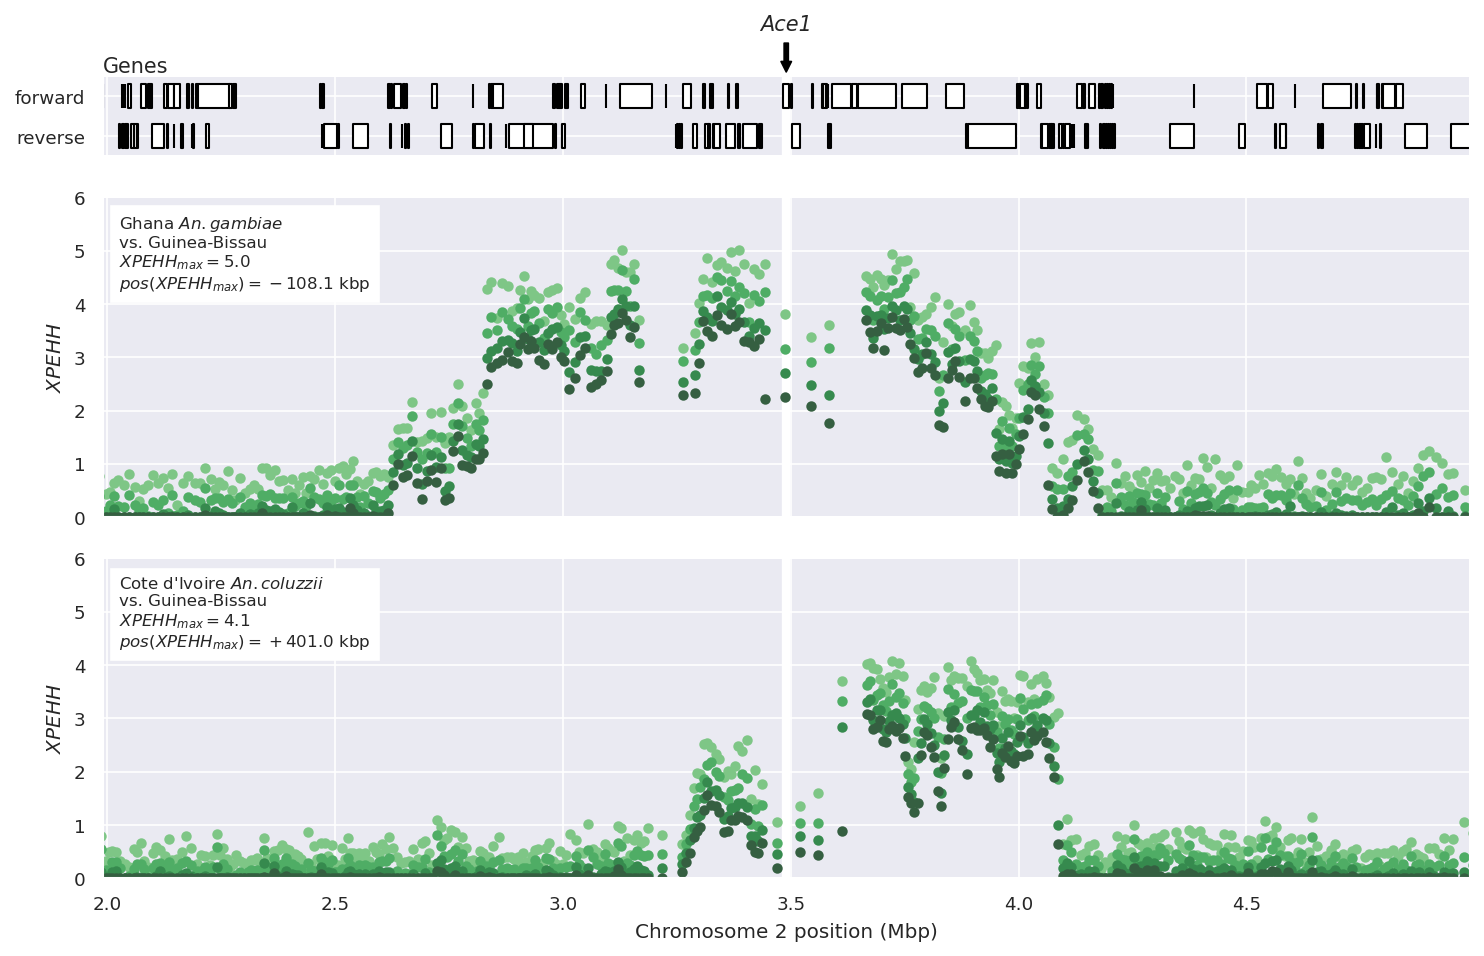 Ace1
Genes
forward
reverse
6
5
4
3
2
1
0
XPEHH
Ghana An. gambiae
vs. Guinea-Bissau
XPEHHmax = 5.0
pos(XPEHHmax) = −108.1 kbp
6
5
4
3
2
1
0
XPEHH
Cote d'Ivoire An. coluzzii
vs. Guinea-Bissau
XPEHHmax = 4.1
pos(XPEHHmax) = +401.0 kbp
2.0 2.5 3.0 3.5 4.0 4.5
Chromosome 2 position (Mbp)